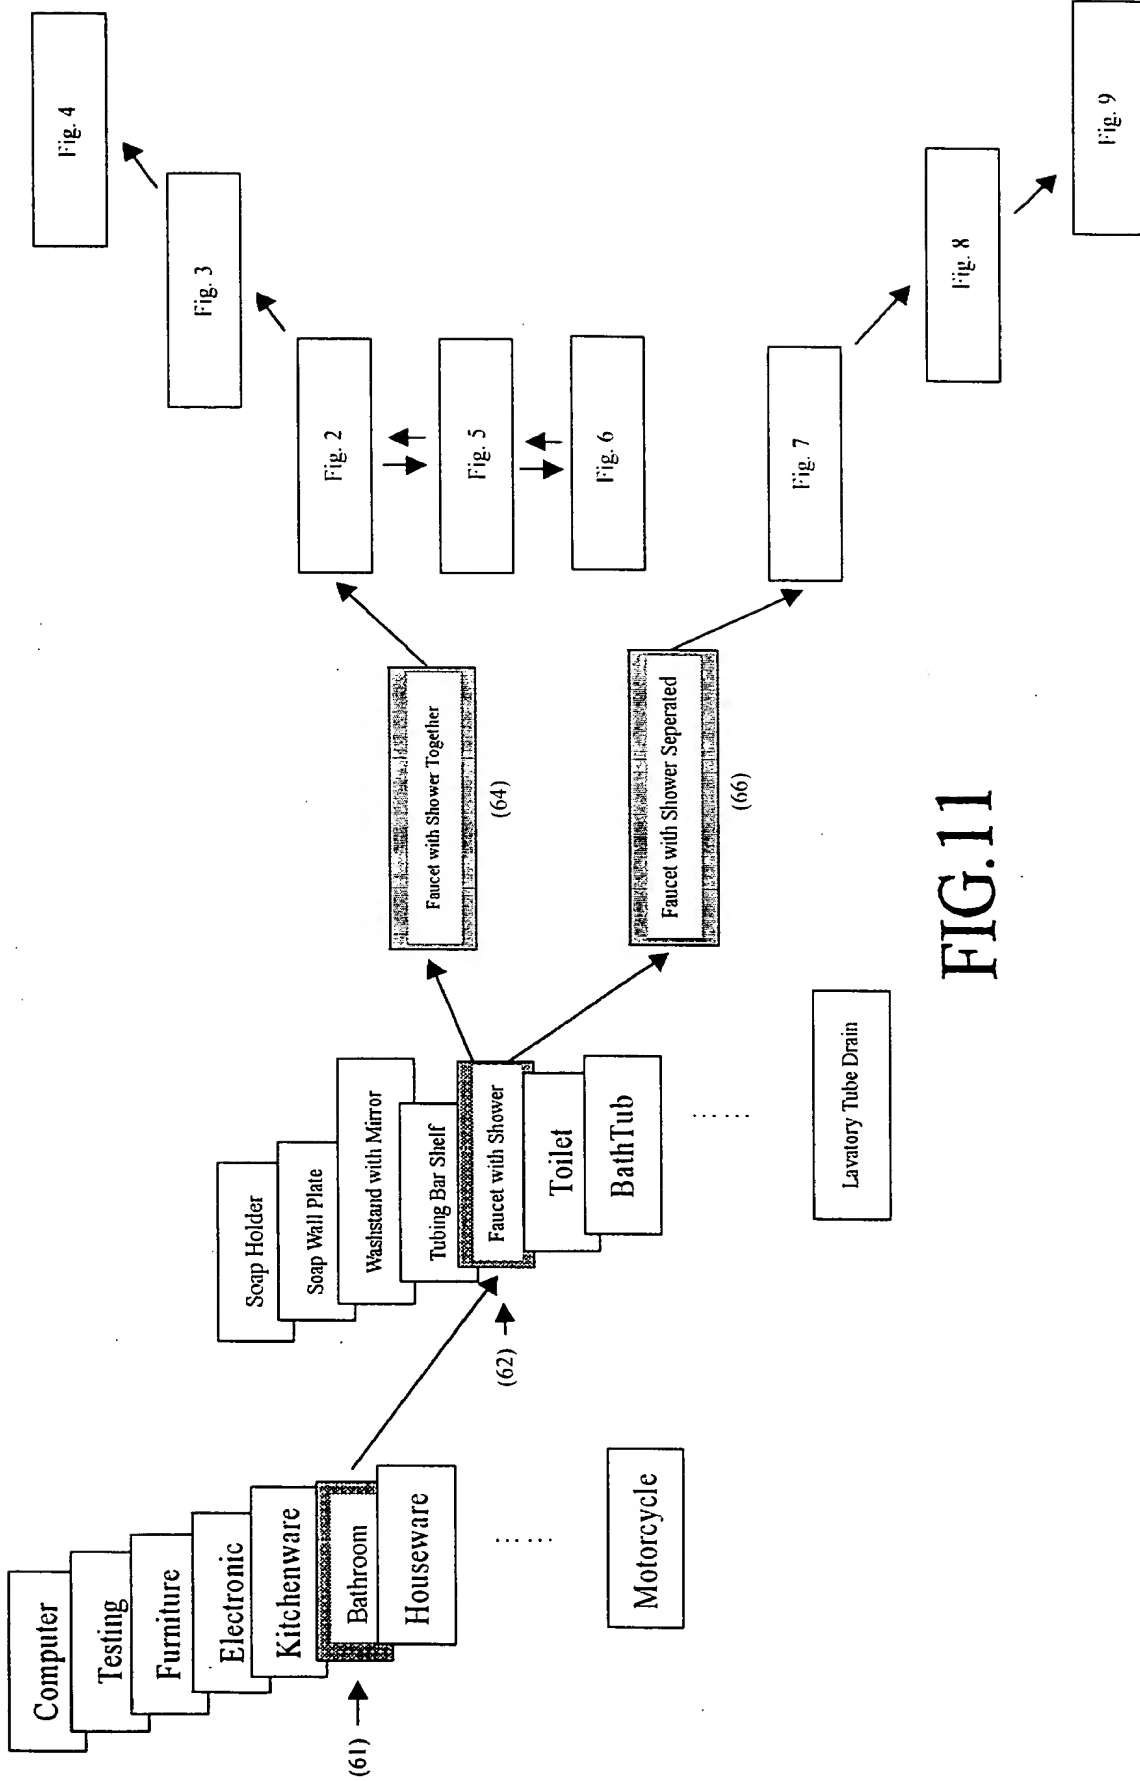 Computer
Testing
Furniture
Electronic
Kitchenware
(61)
Bathroom
Houseware
……
Motorcycle
Soap Holder
Soap Wall Plate
Washstand with Mirror
Tubing Bar Shelf
(62)
Faucet with Shower
Toilet
BathTub
……
Lavatory Tube Drain
Faucet with Shower Together
(64)
Faucet with Shower Seperated
(66)
Fig. 4
Fig. 3
Fig. 2
Fig. 5
Fig. 6
Fig. 7
Fig. 8
Fig. 9
FIG.11